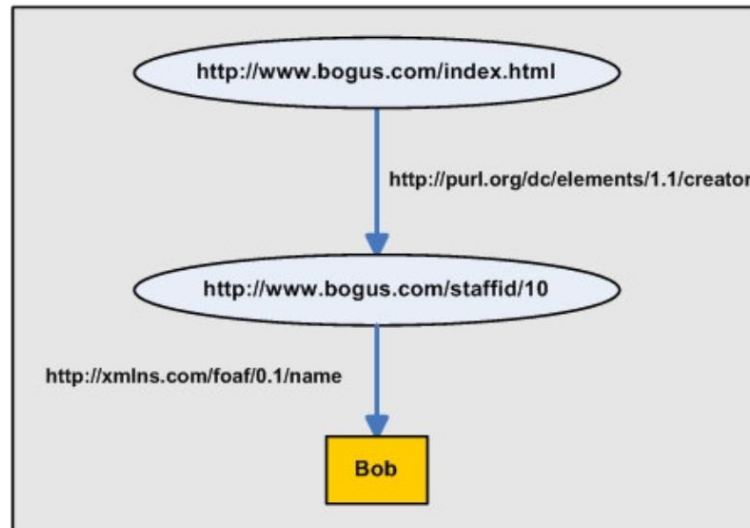 http://www.bogus.com/index.html
http://purl.org/dc/elements/1.1/creator
http://www.bogus.com/staffid/10
http://xmlns.com/foaf/0.1/name
Bob